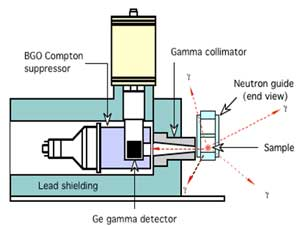 Gamma collimator
BGO Compton
suppressor
γ
γ
Neutron guide
(end view)
Sample
Lead shielding
γ
γ
Ge gamma detector